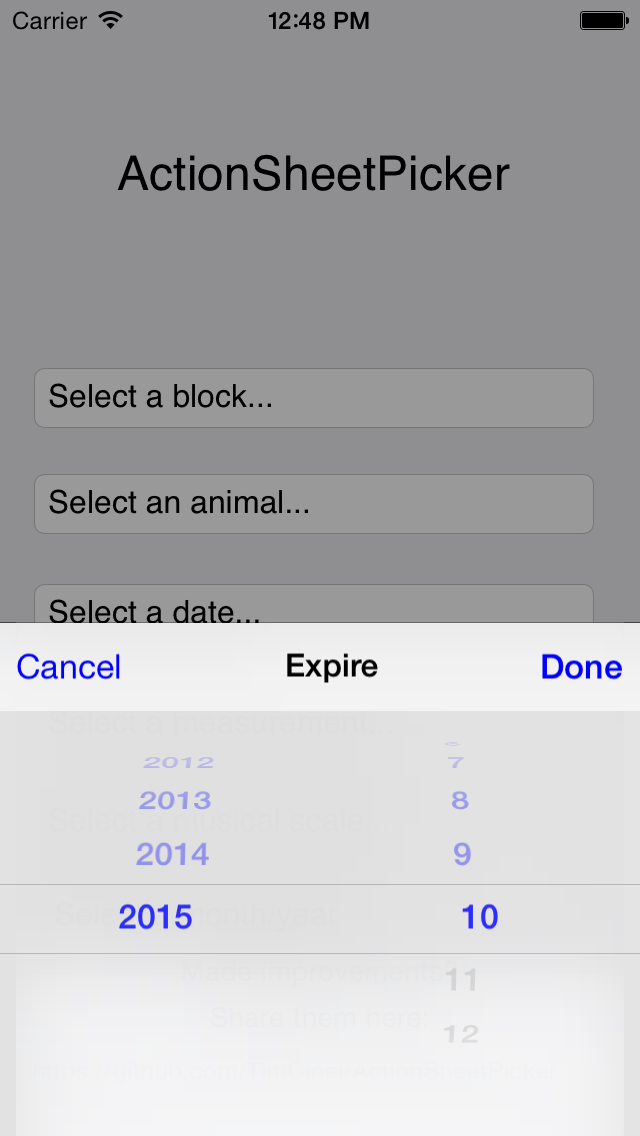 Carrier 12:48 PM
ActionSheetPicker
Select a block...
Select an animal...
Select a date...
Cancel Expire Done
Select a measurement.
2012 7
2013 8
Select a musical scale.
2014 9
2015 10
Select month/year
Made improvements
11
Share them here:
12